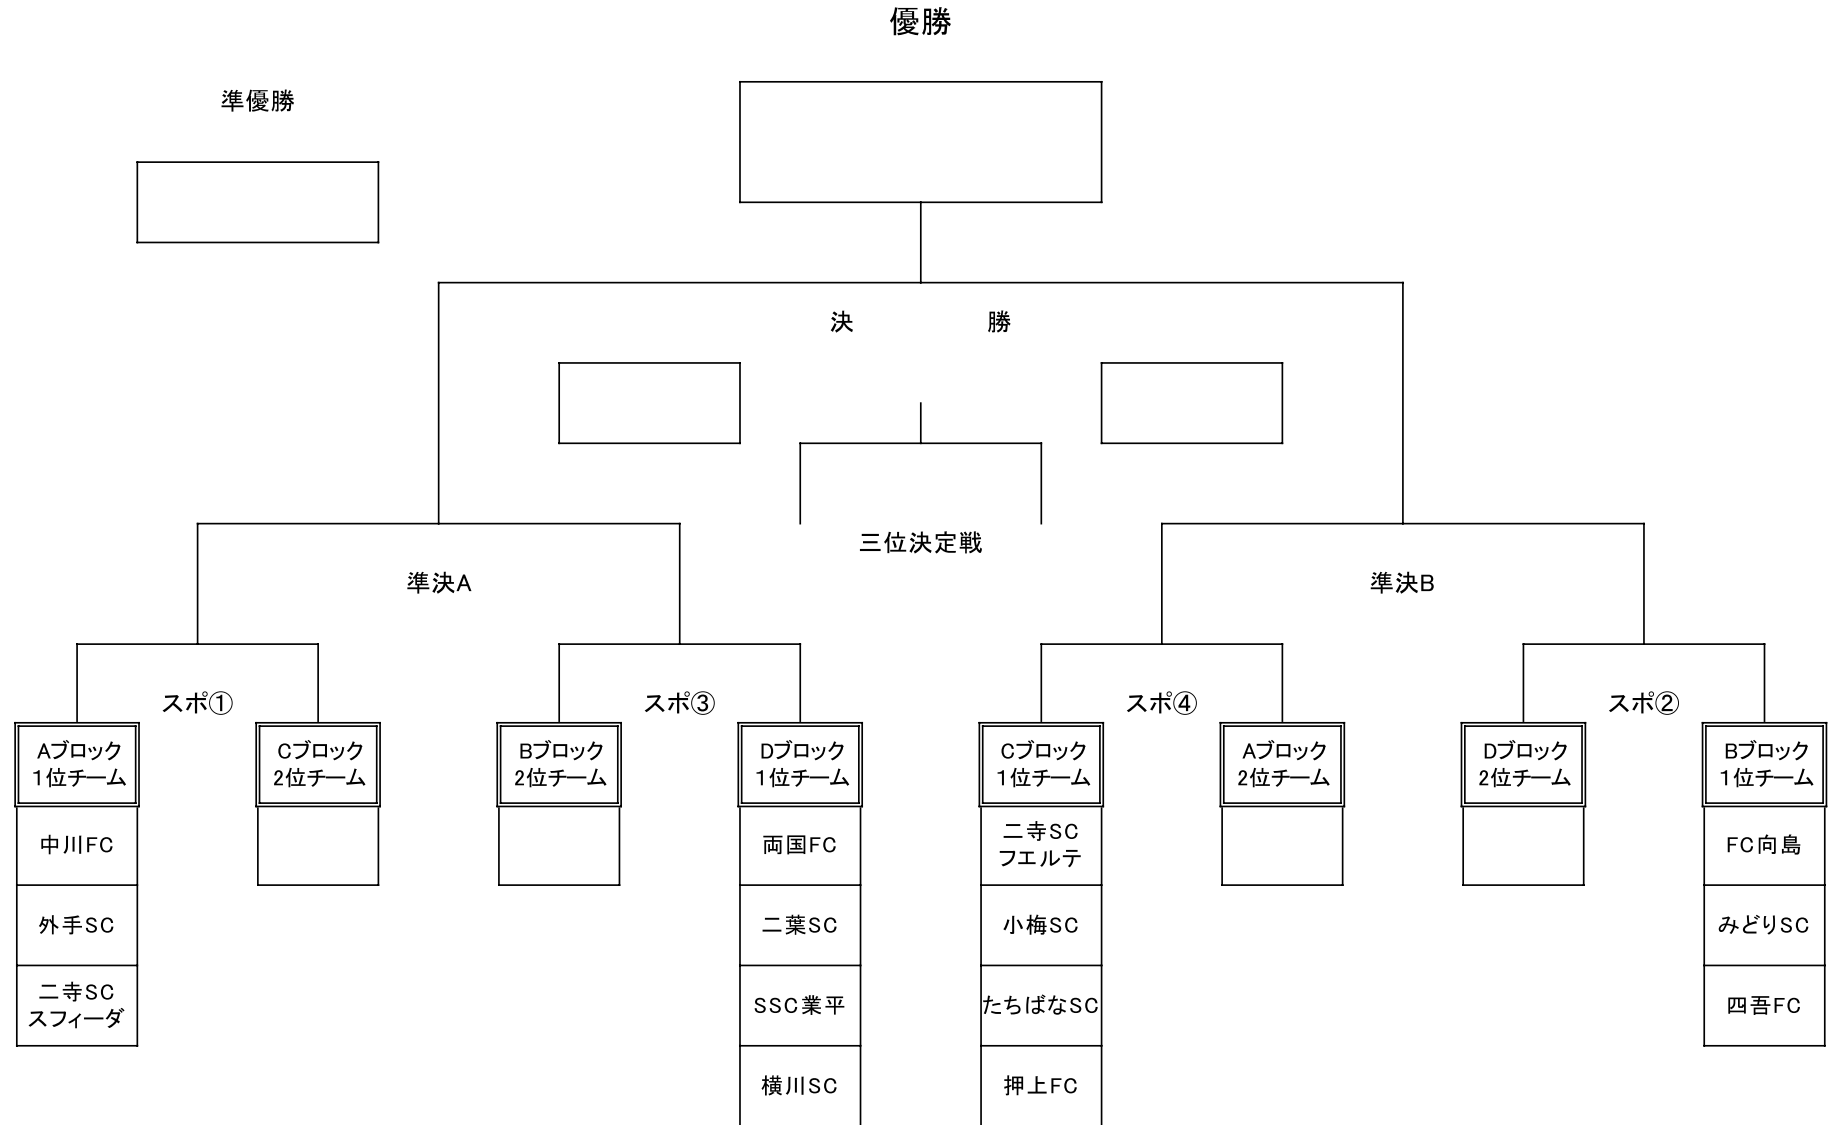 優勝
準優勝
決　　　勝
三位決定戦
準決A
準決B
スポ①
スポ③
スポ④
スポ②
Aブロック
1位チーム
Cブロック
2位チーム
Bブロック
2位チーム
Dブロック
1位チーム
Cブロック
1位チーム
Aブロック
2位チーム
Dブロック
2位チーム
Bブロック
1位チーム
中川FC
両国FC
二寺SC
フエルテ
FC向島
外手SC
二葉SC
小梅SC
みどりSC
二寺SC
スフィーダ
SSC業平
たちばなSC
四吾FC
横川SC
押上FC